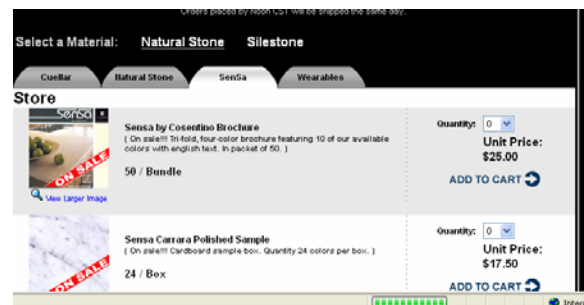 Orders placed by Noon CST will be shipped the same day.
Select a Material: Natural Stone Silestone
Cuellar Natural Stone SenSa Wearables
Store
SenSa
ON SALE
View Larger Image
Sensa by Cosentino Brochure
( On sale!!! Tri-fold, four-color brochure featuring 10 of our available
colors with english text. In packet of 50. )
50 / Bundle
Quantity: 0
Unit Price:
$25.00
ADD TO CART
ON SALE
Sensa Carrara Polished Sample
( On sale!!! Cardboard sample box. Quantity 24 colors per box. )
24 / Box
Quantity: 0
Unit Price:
$17.50
ADD TO CART